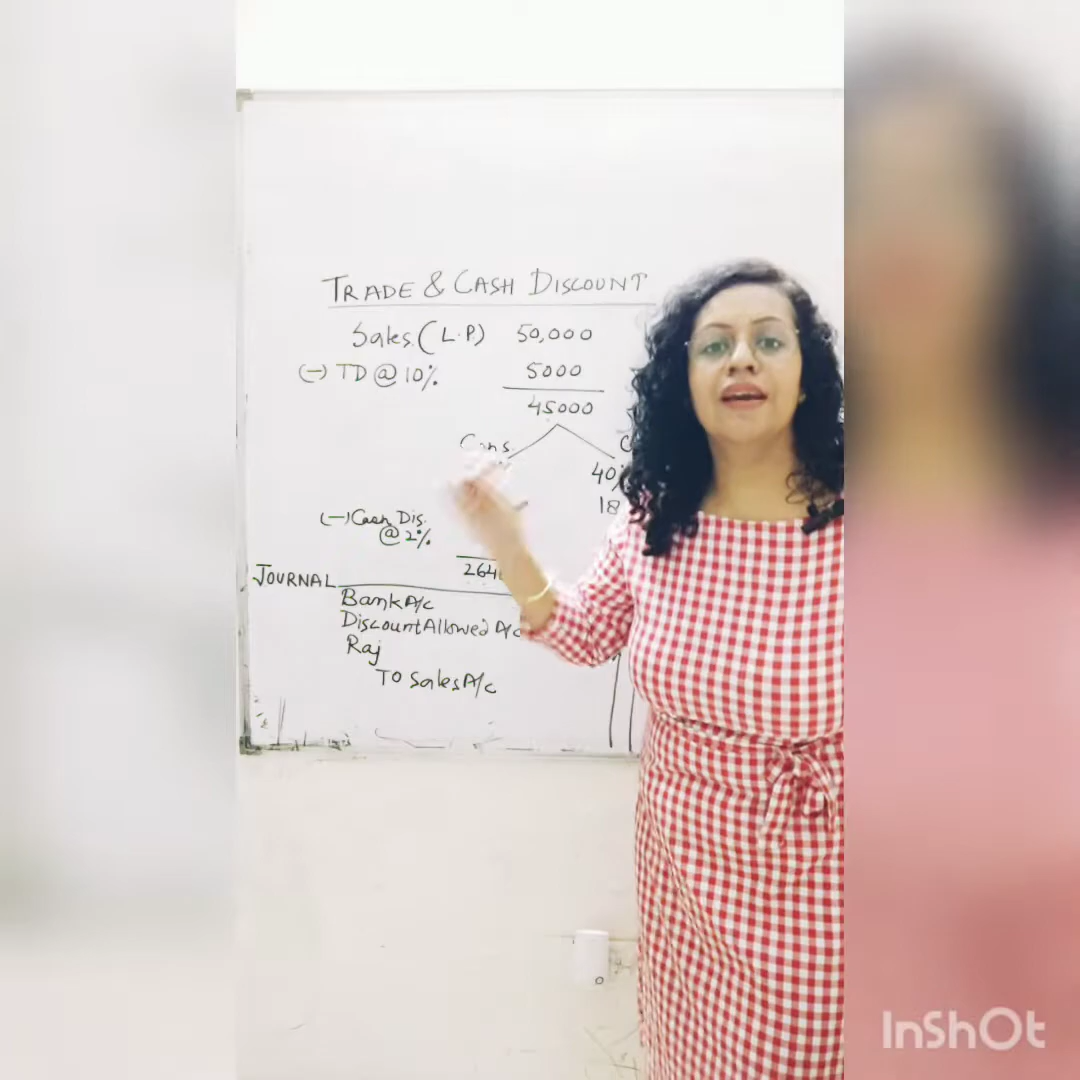 TRADE & CASH DISCOUNT
Sales. (L.P.) 50,000
(-) TD @ 10% 5000
45000
40%
18
(-) Cash Dis.
@ 2%
264
JOURNAL
Bank A/c
Discount Allowed A/c
Raj
TO Sales A/c
InShOt